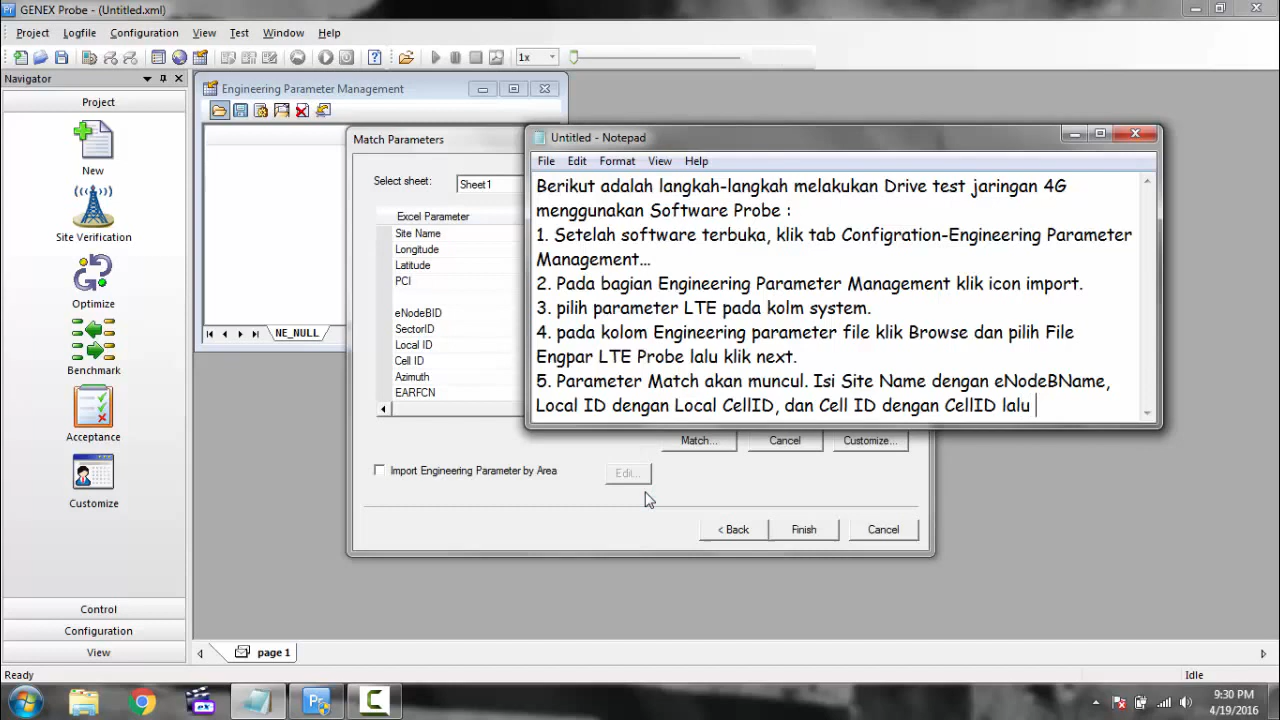 GENEX Probe - (Untitled.xml)
Project Logfile Configuration View Test Window Help
1x
Navigator
Project
New
Site Verification
Optimize
Benchmark
Acceptance
Customize
Control
Configuration
View
Engineering Parameter Management
NE_NULL
Match Parameters
Select sheet: Sheet1
Excel Parameter
Site Name
Longitude
Latitude
PCI
eNodeBID
SectorID
Local ID
Cell ID
Azimuth
EARFCN
Match... Cancel Customize...
Import Engineering Parameter by Area Edit...
< Back Finish Cancel
Untitled - Notepad
File Edit Format View Help
Berikut adalah langkah-langkah melakukan Drive test jaringan 4G
menggunakan Software Probe :
1. Setelah software terbuka, klik tab Configration-Engineering Parameter
Management...
2. Pada bagian Engineering Parameter Management klik icon import.
3. pilih parameter LTE pada kolm system.
4. pada kolom Engineering parameter file klik Browse dan pilih File
Engpar LTE Probe lalu klik next.
5. Parameter Match akan muncul. Isi Site Name dengan eNodeBName,
Local ID dengan Local CellID, dan Cell ID dengan CellID lalu
page 1
Ready Idle
9:30 PM
4/19/2016